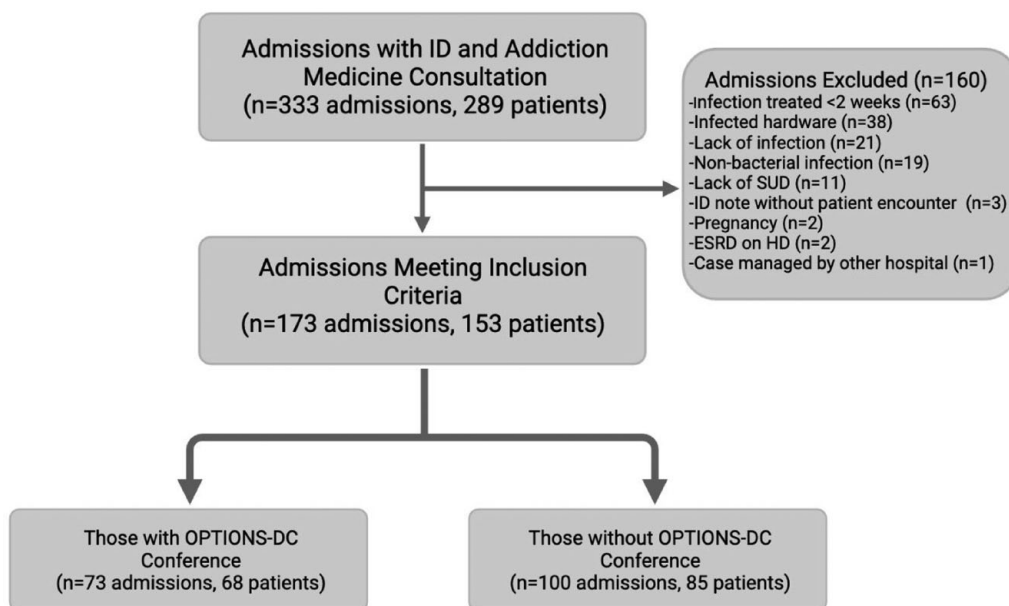 Admissions with ID and Addiction
Medicine Consultation
(n=333 admissions, 289 patients)
Admissions Excluded (n=160)
-Infection treated <2 weeks (n=63)
-Infected hardware (n=38)
-Lack of infection (n=21)
-Non-bacterial infection (n=19)
-Lack of SUD (n=11)
-ID note without patient encounter (n=3)
-Pregnancy (n=2)
-ESRD on HD (n=2)
-Case managed by other hospital (n=1)
Admissions Meeting Inclusion
Criteria
(n=173 admissions, 153 patients)
Those with OPTIONS-DC
Conference
(n=73 admissions, 68 patients)
Those without OPTIONS-DC
Conference
(n=100 admissions, 85 patients)